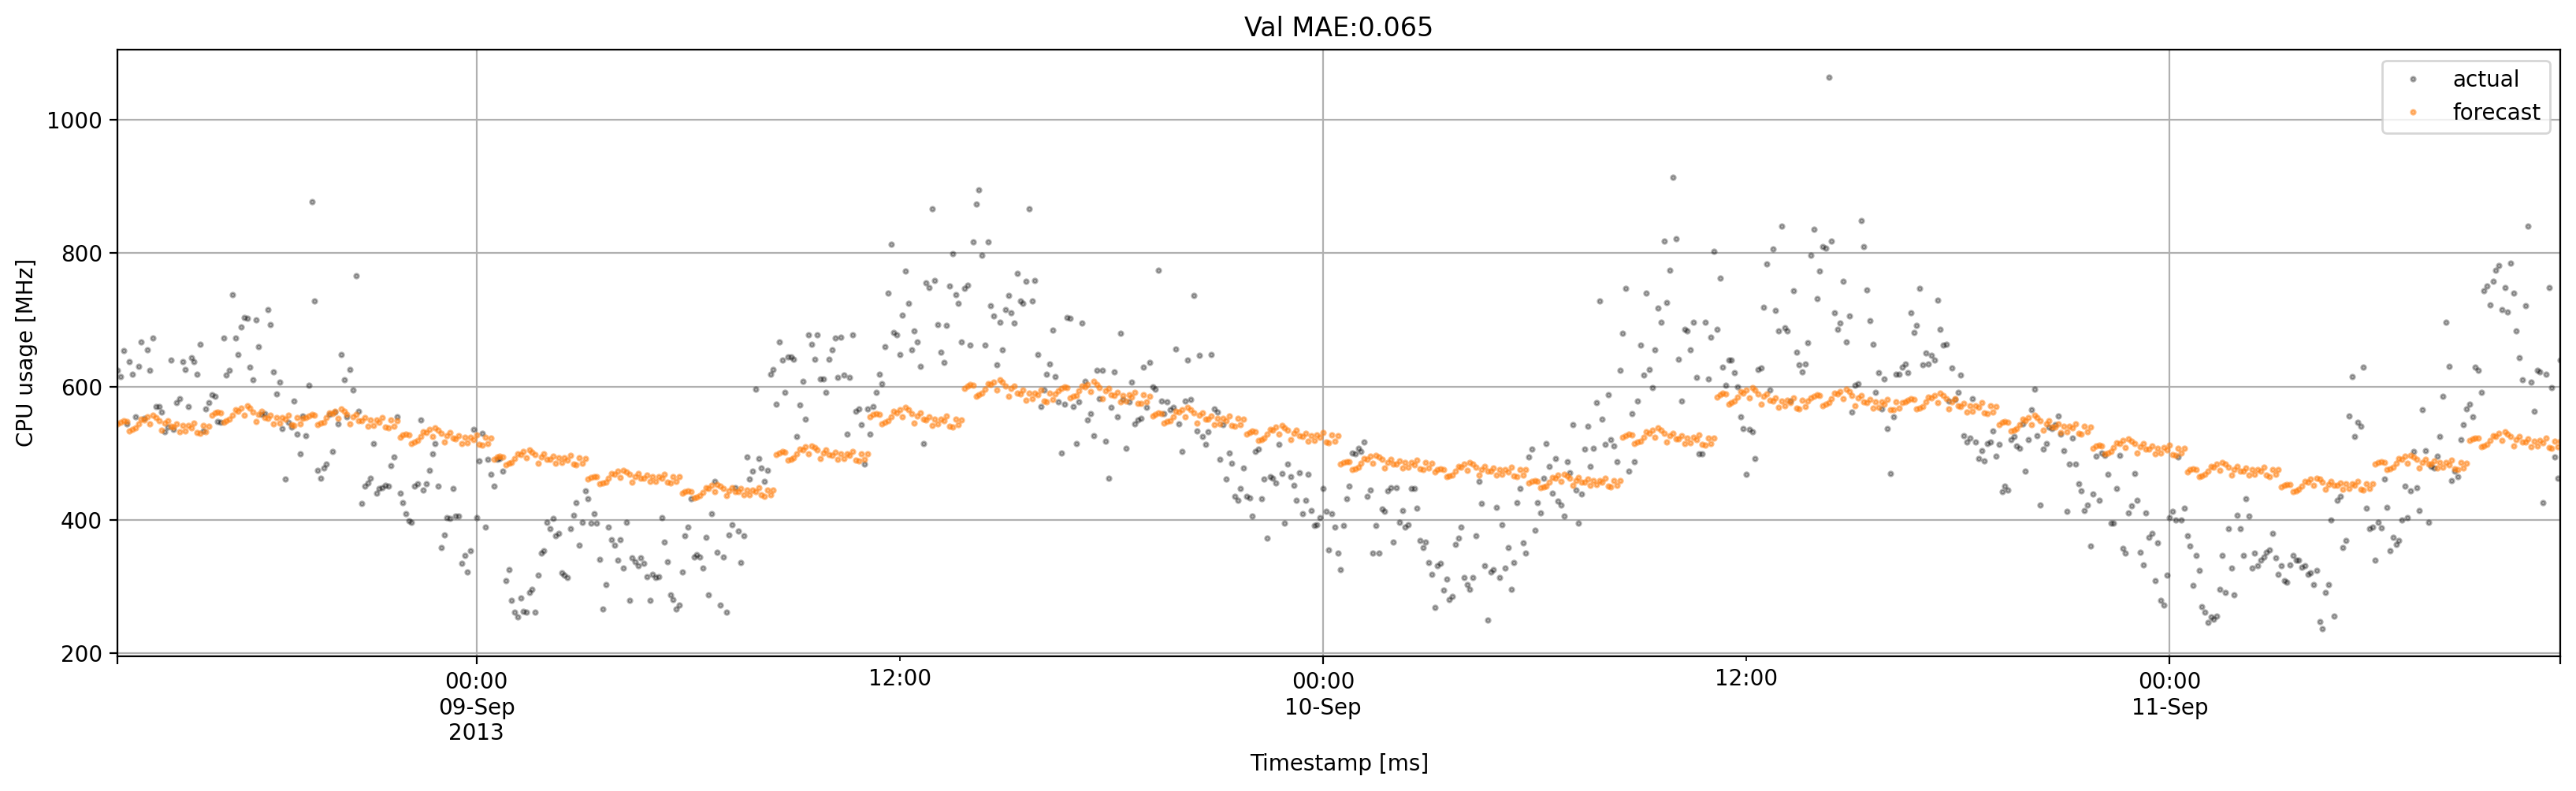 Val MAE:0.065
actual
forecast
CPU usage [MHz]
1000
800
600
400
200
00:00
09-Sep
2013
12:00
00:00
10-Sep
12:00
00:00
11-Sep
Timestamp [ms]